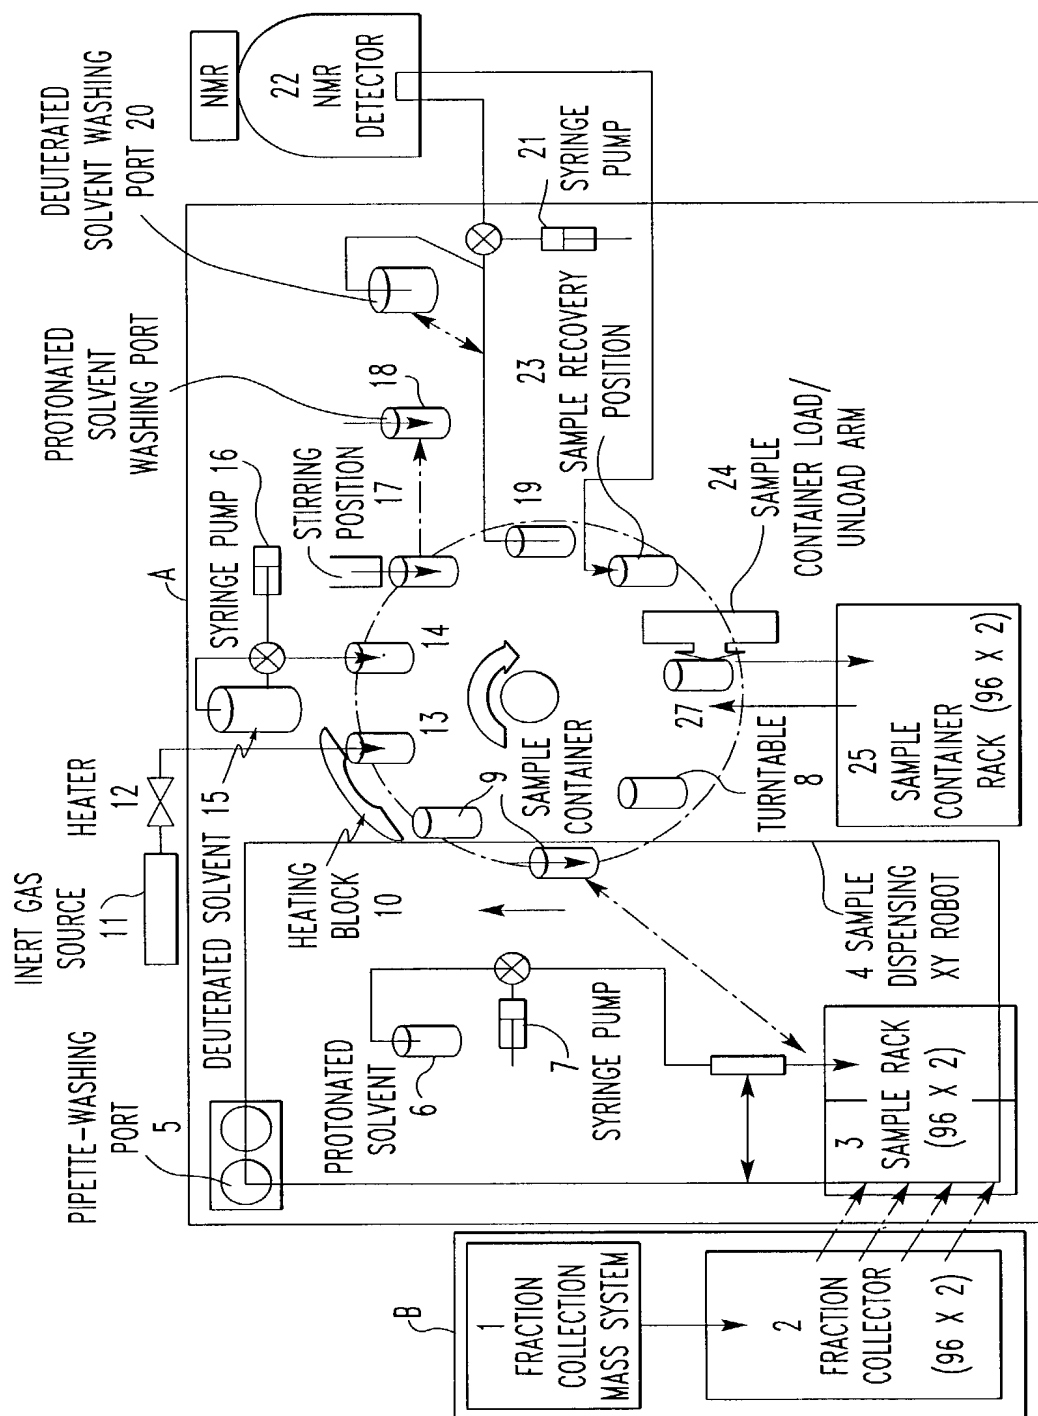 PIPETTE-WASHING
PORT
5
INERT GAS
SOURCE
11
HEATER
12
DEUTERATED SOLVENT 15
SYRINGE PUMP 16
A
PROTONATED
SOLVENT
WASHING PORT
DEUTERATED
SOLVENT WASHING
PORT 20
NMR
22
NMR
DETECTOR
STIRRING
POSITION
17
18
HEATING
BLOCK
10
13
14
19
PROTONATED
SOLVENT
6
7
SYRINGE PUMP
9
SAMPLE
CONTAINER
21
SYRINGE
PUMP
23
SAMPLE RECOVERY
POSITION
24
SAMPLE
CONTAINER LOAD/
UNLOAD ARM
27
TURNTABLE
8
B
1
FRACTION
COLLECTION
MASS SYSTEM
2
FRACTION
COLLECTOR
(96 X 2)
3
SAMPLE RACK
(96 X 2)
4 SAMPLE
DISPENSING
XY ROBOT
25
SAMPLE
CONTAINER
RACK (96 X 2)